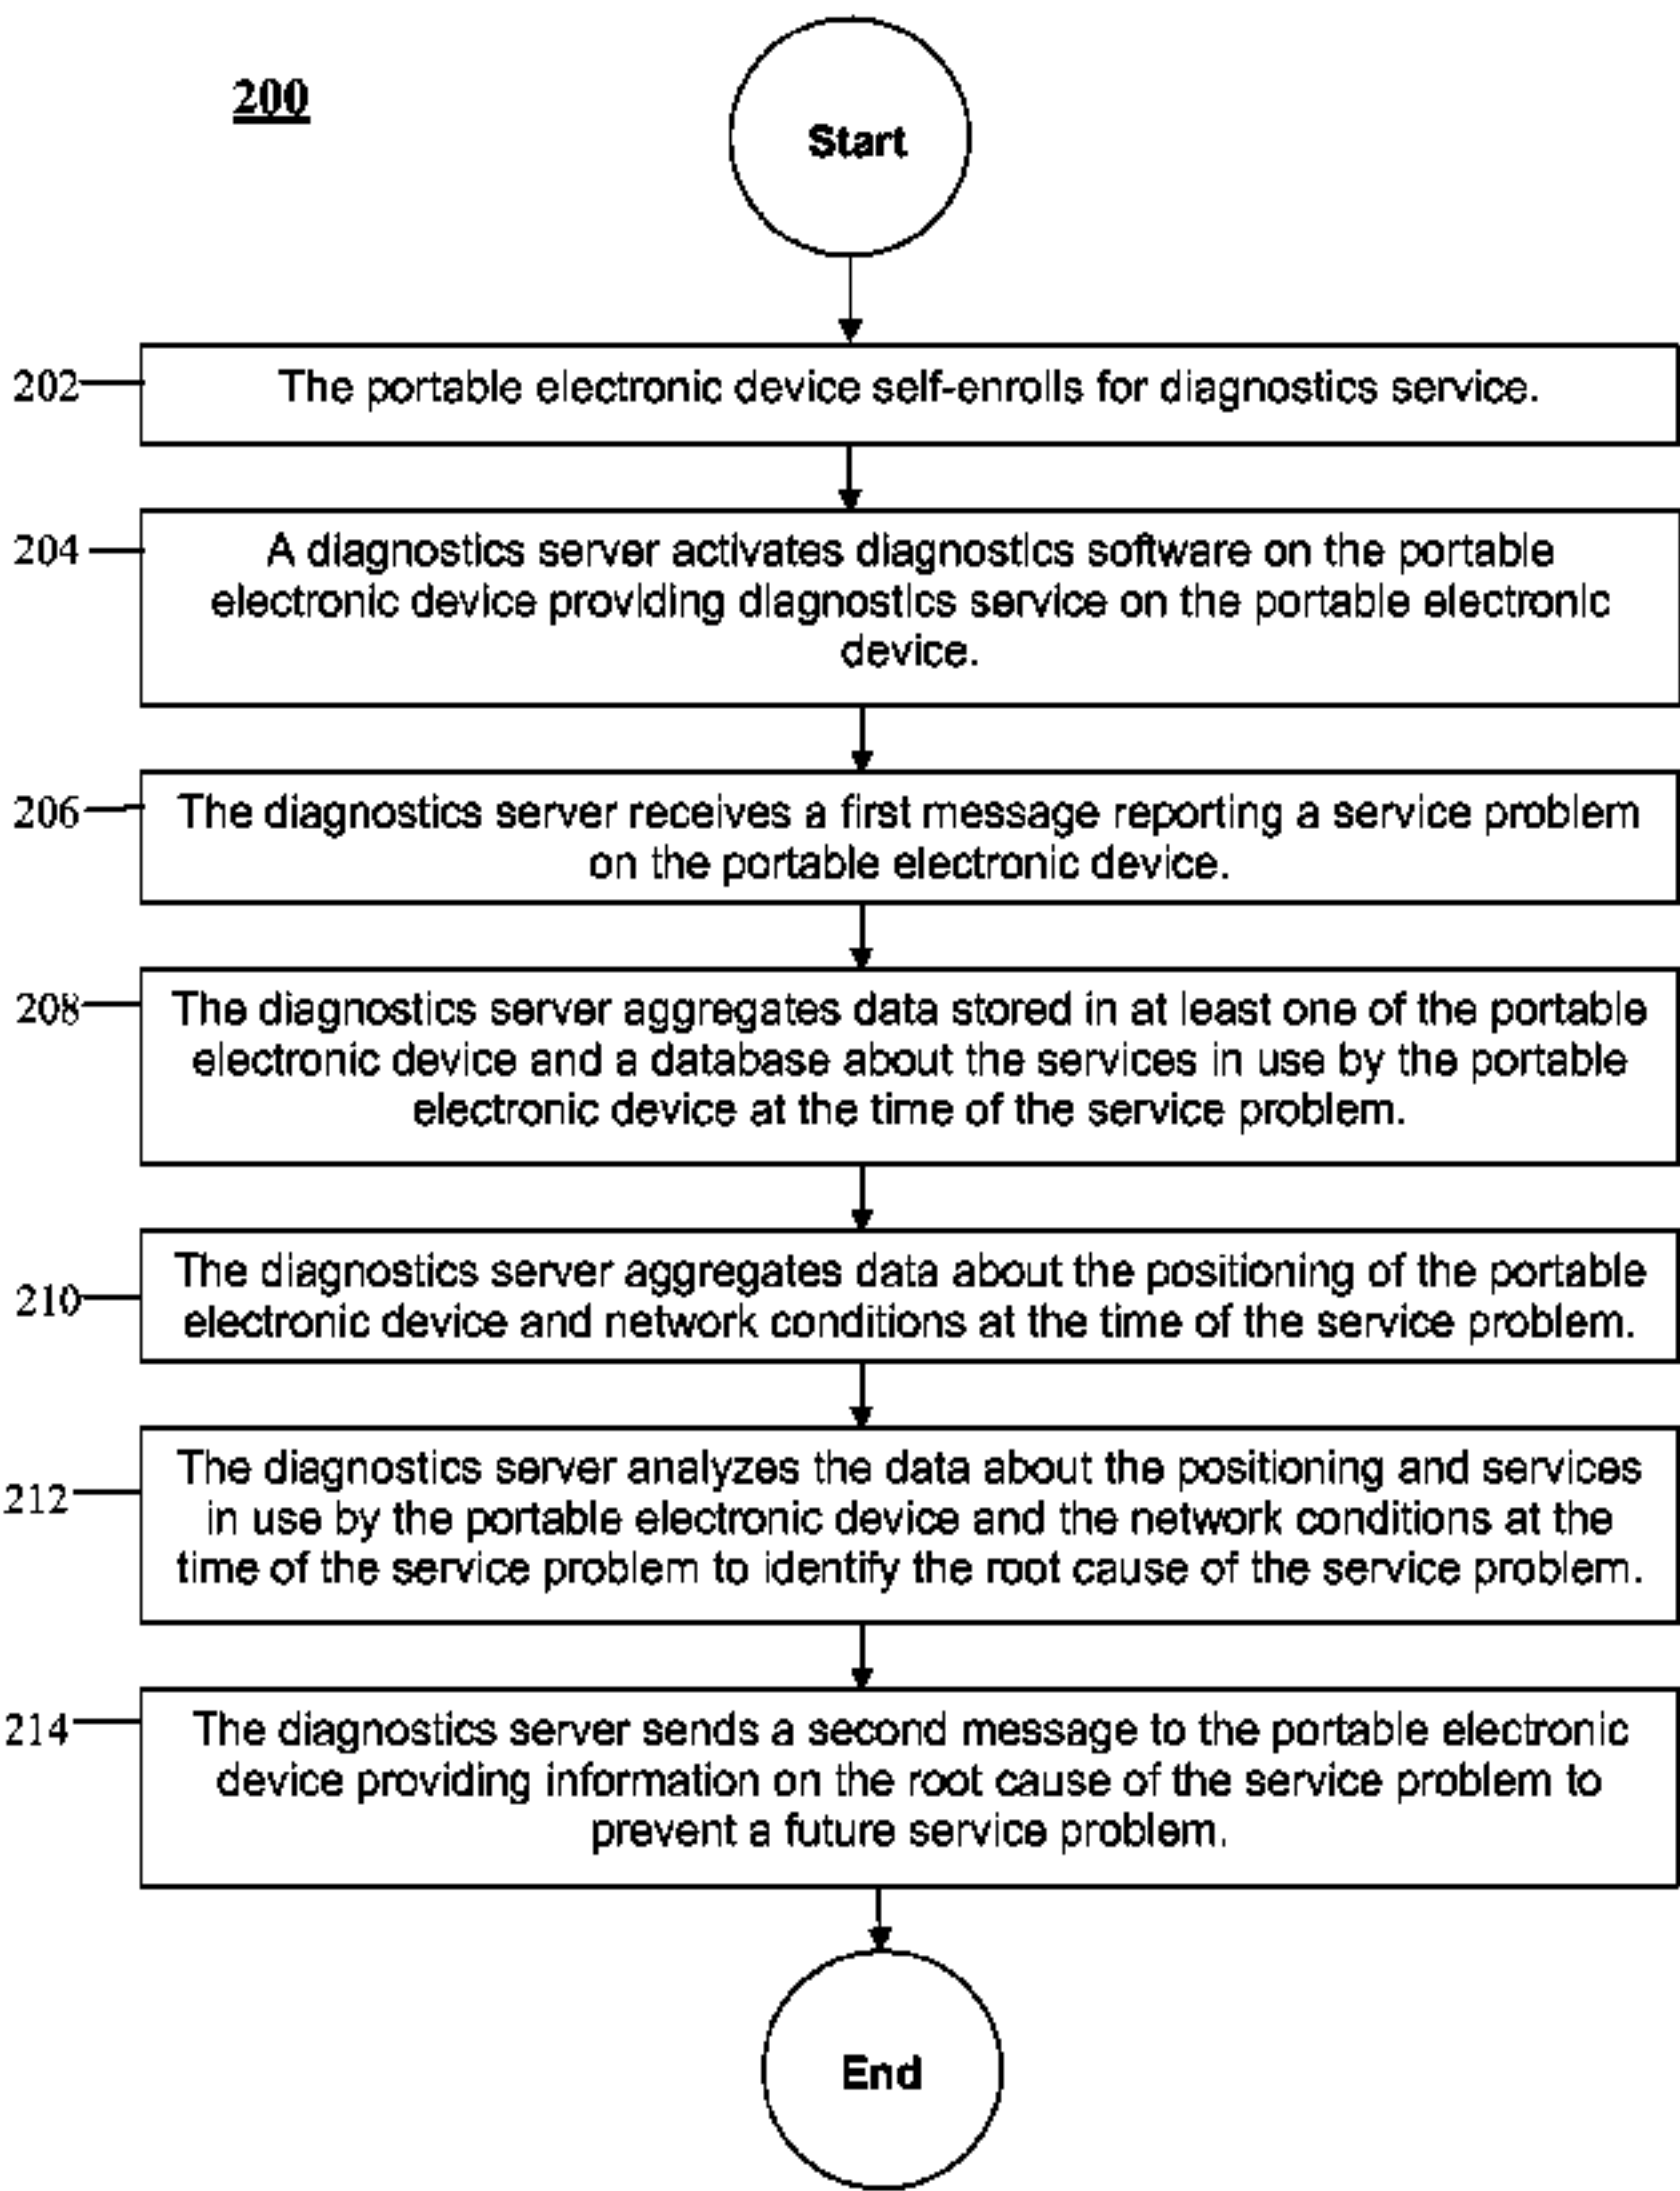 200
Start
202
The portable electronic device self-enrolls for diagnostics service.
204
A diagnostics server activates diagnostics software on the portable
electronic device providing diagnostics service on the portable electronic
device.
206
The diagnostics server receives a first message reporting a service problem
on the portable electronic device.
208
The diagnostics server aggregates data stored in at least one of the portable
electronic device and a database about the services in use by the portable
electronic device at the time of the service problem.
210
The diagnostics server aggregates data about the positioning of the portable
electronic device and network conditions at the time of the service problem.
212
The diagnostics server analyzes the data about the positioning and services
in use by the portable electronic device and the network conditions at the
time of the service problem to identify the root cause of the service problem.
214
The diagnostics server sends a second message to the portable electronic
device providing information on the root cause of the service problem to
prevent a future service problem.
End